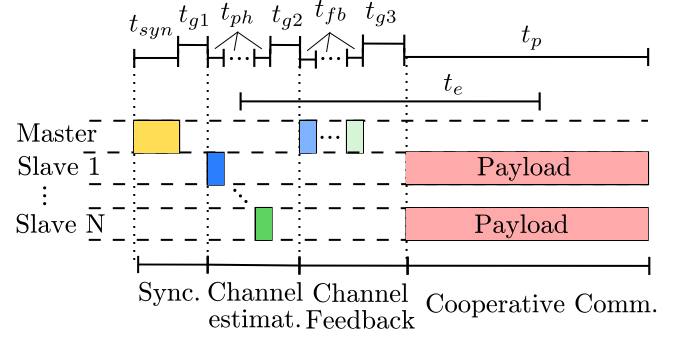 t_syn t_g1 t_ph t_g2 t_fb t_g3 t_p
...
...
t_e
Master
...
Slave 1
Payload
⋮
⋱
Slave N
Payload
Sync.
Channel
estimat.
Channel
Feedback
Cooperative Comm.